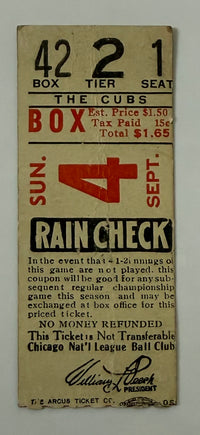 42 2 1
BOX TIER SEAT
THE CUBS
BOX Est. Price $1.50
Tax Paid 15c
Total $1.65
SUN. 4 SEPT.
RAIN CHECK
In the event that 4 1-2 innings of
this game are not played, this
coupon will be good for any sub-
sequent regular championship
game this season and may be
exchanged at box office for this
priced ticket.
NO MONEY REFUNDED
This Ticket is Not Transferable
Chicago Nat'l League Ball Club
William Veeck
PRESIDENT
THE ARCUS TICKET CO.